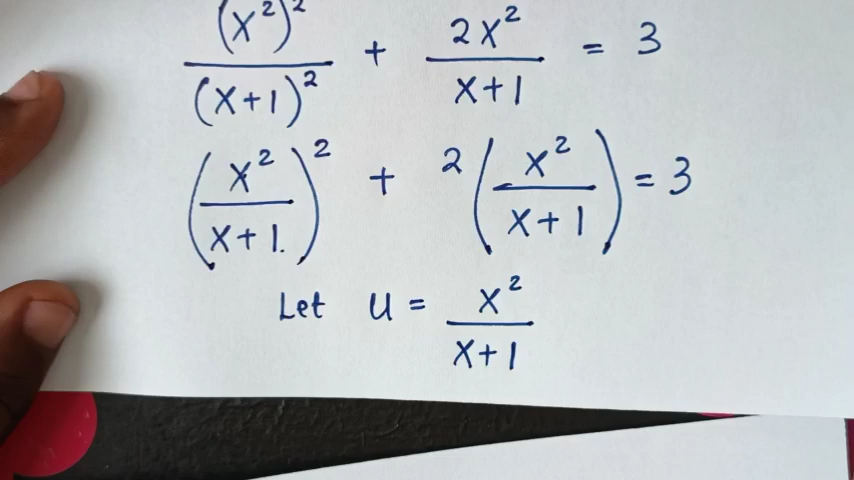 (x²)²/(x+1)² + 2x²/x+1 = 3
(x²/x+1.)² + 2(x²/x+1) = 3
Let u = x²/x+1